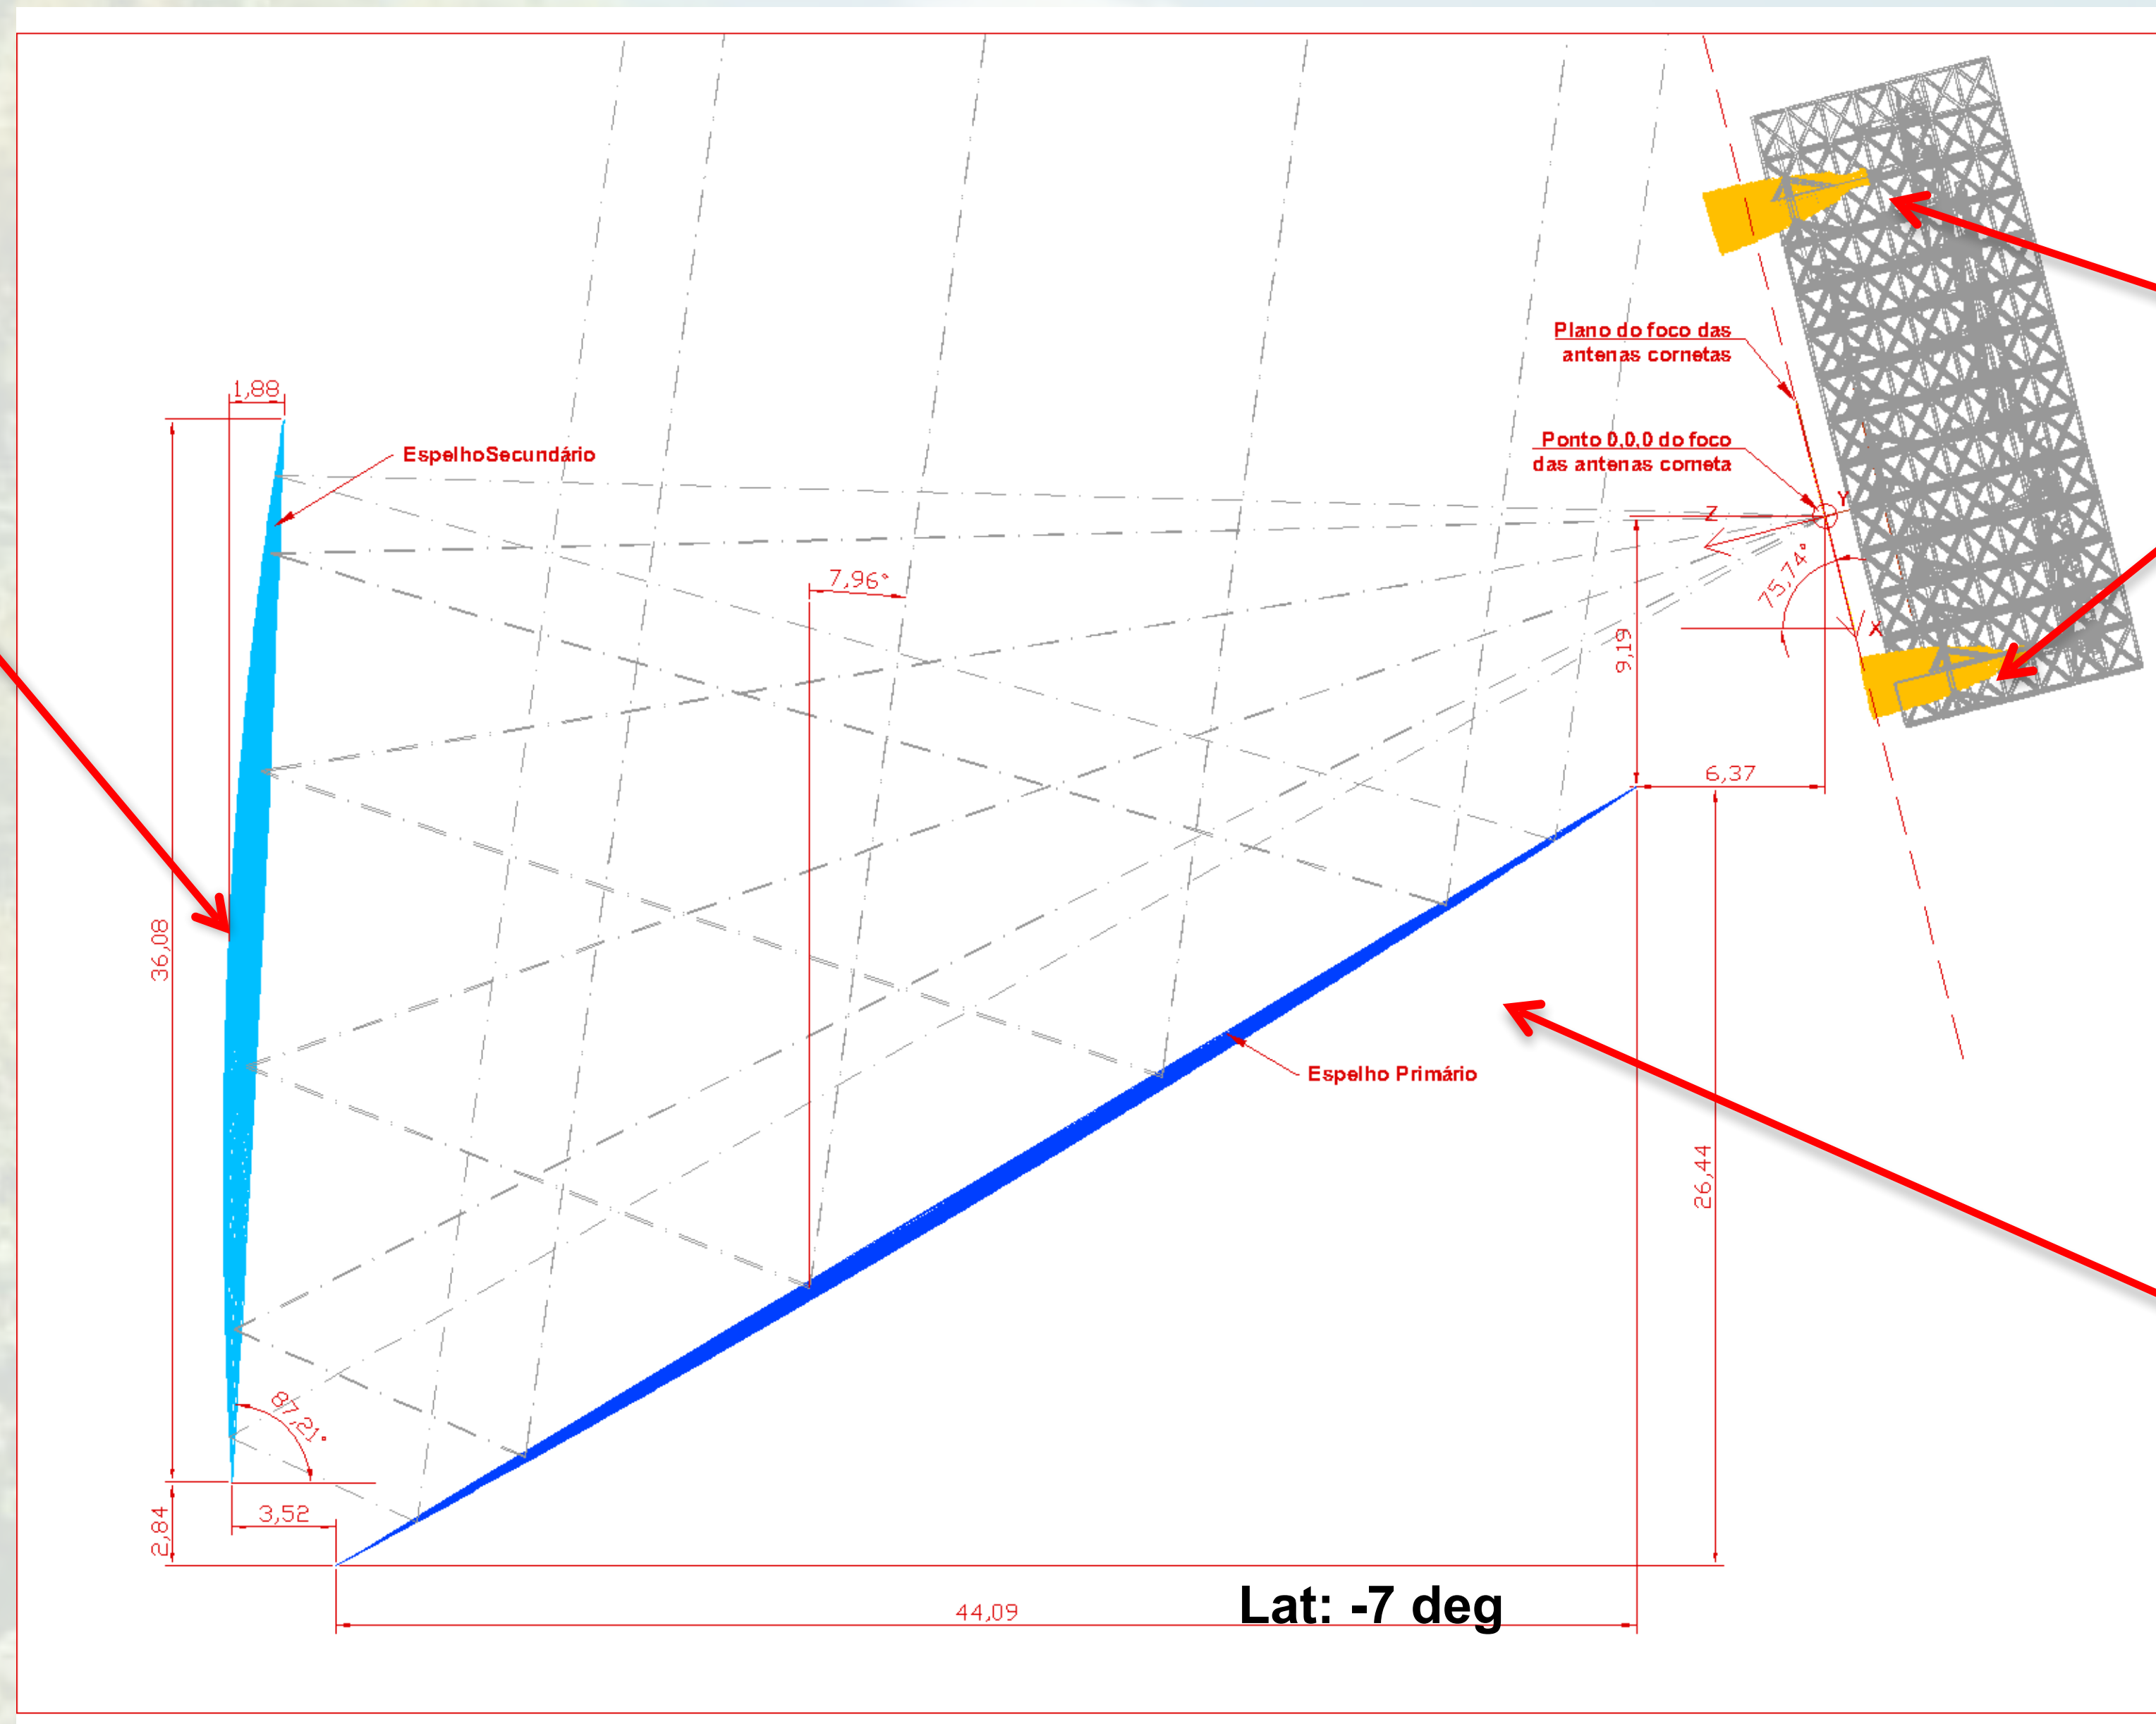 Plano do foco das
antenas cornetas
1,88
Ponto 0,0,0 do foco
das antenas corneta
EspelhoSecundário
Y
Z
7,96°
75,74°
X
9,19
6,37
36,08
Espelho Primário
26,44
87,21°
2,84
3,52
44,09
Lat: -7 deg